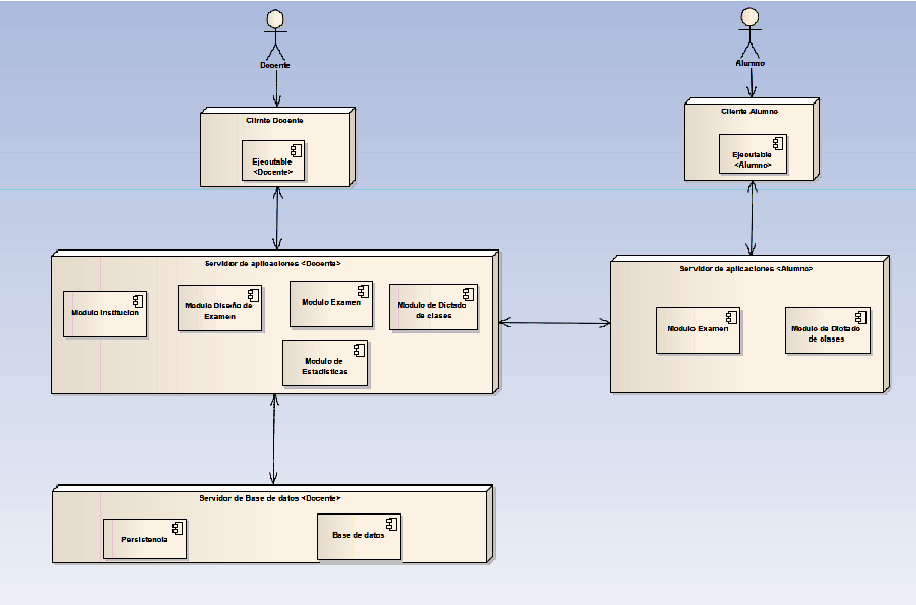 Docente
Alumno
Cliente Docente
Ejecutable
<Docente>
Cliente Alumno
Ejecutable
<Alumno>
Servidror de aplicaciones <Docente>
Modulo Institucion
Modulo Diseño de
Examein
Modulo Examen
Modulo de Dictado
de clases
Modulo de
Estadisticas
Servidor de aplicaciones <Alumno>
Modulo Examen
Modulo de Dictado
de clases
Servidor de Base de datos <Docente>
Persistencia
Base de datos